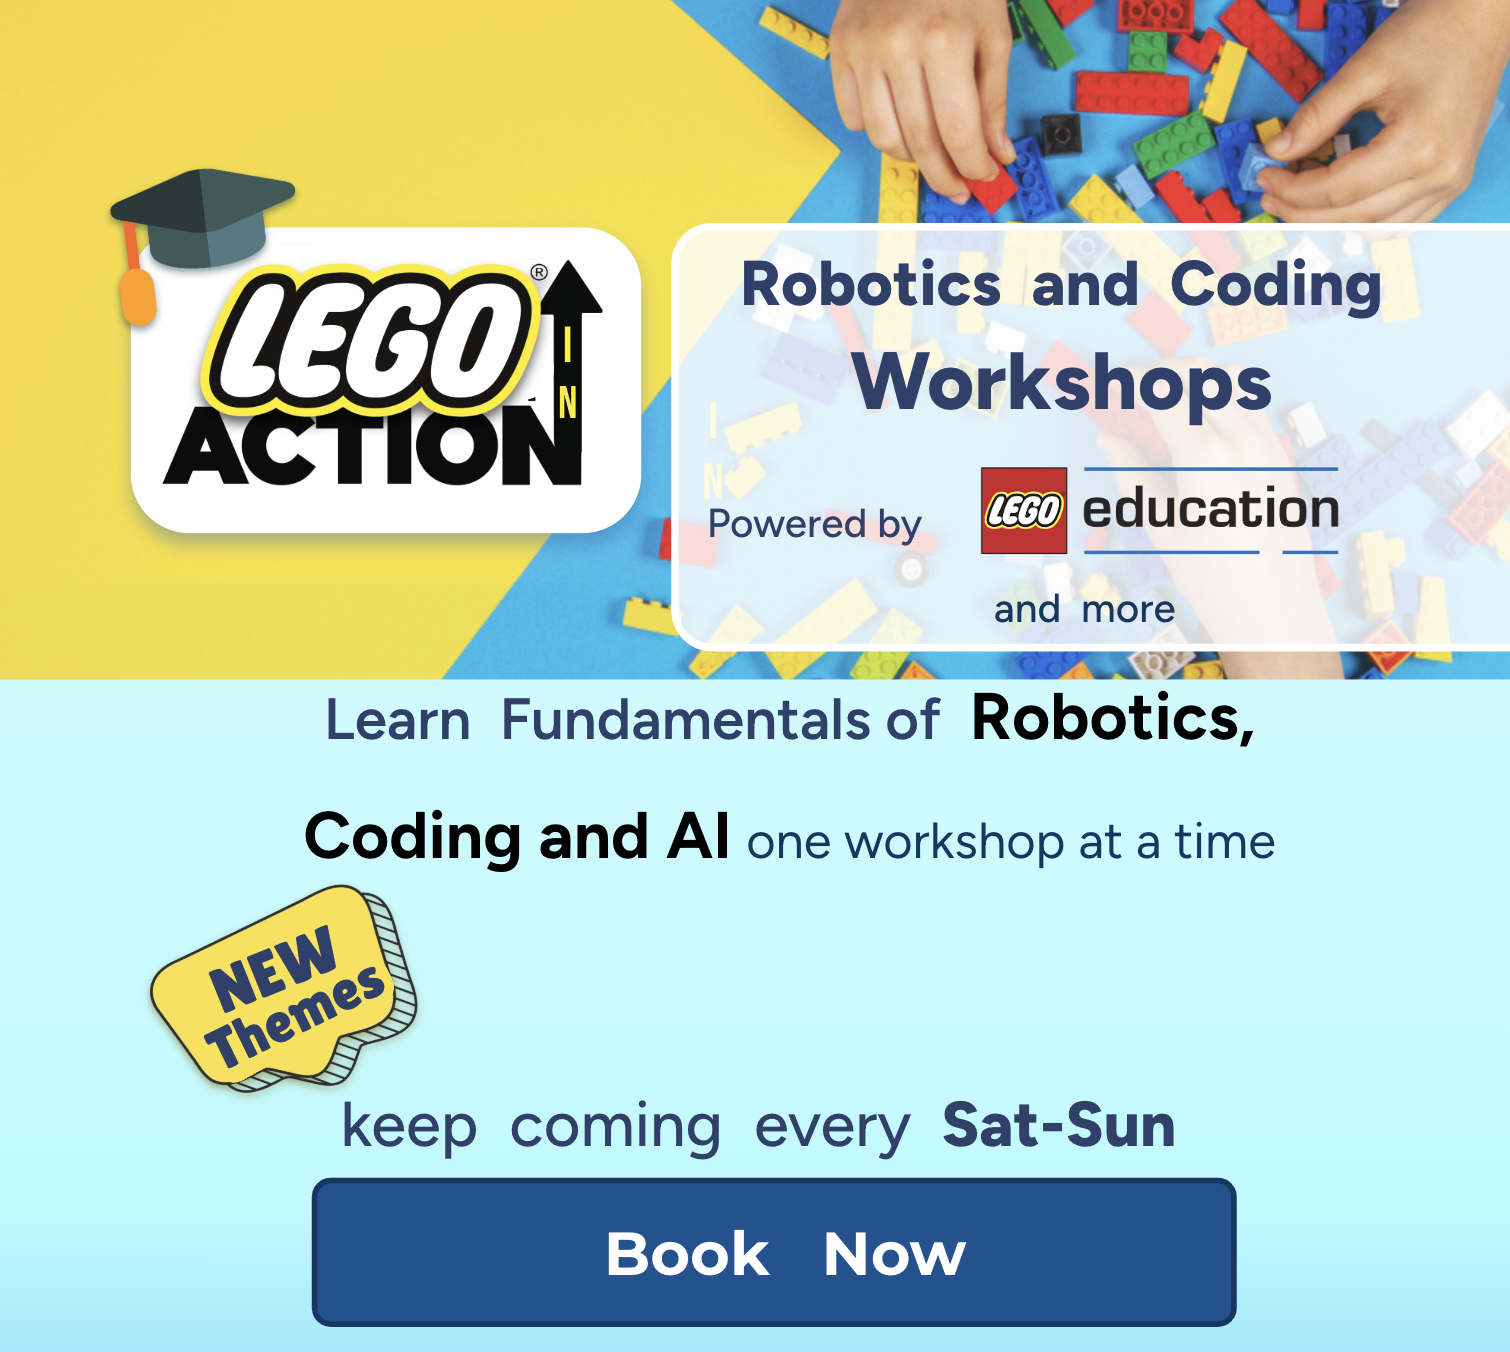 LEGO®
IN
ACTION
Robotics and Coding
Workshops
IN
Powered by
LEGO education
and more
Learn Fundamentals of Robotics,
Coding and AI one workshop at a time
NEW
Themes
keep coming every Sat-Sun
Book Now